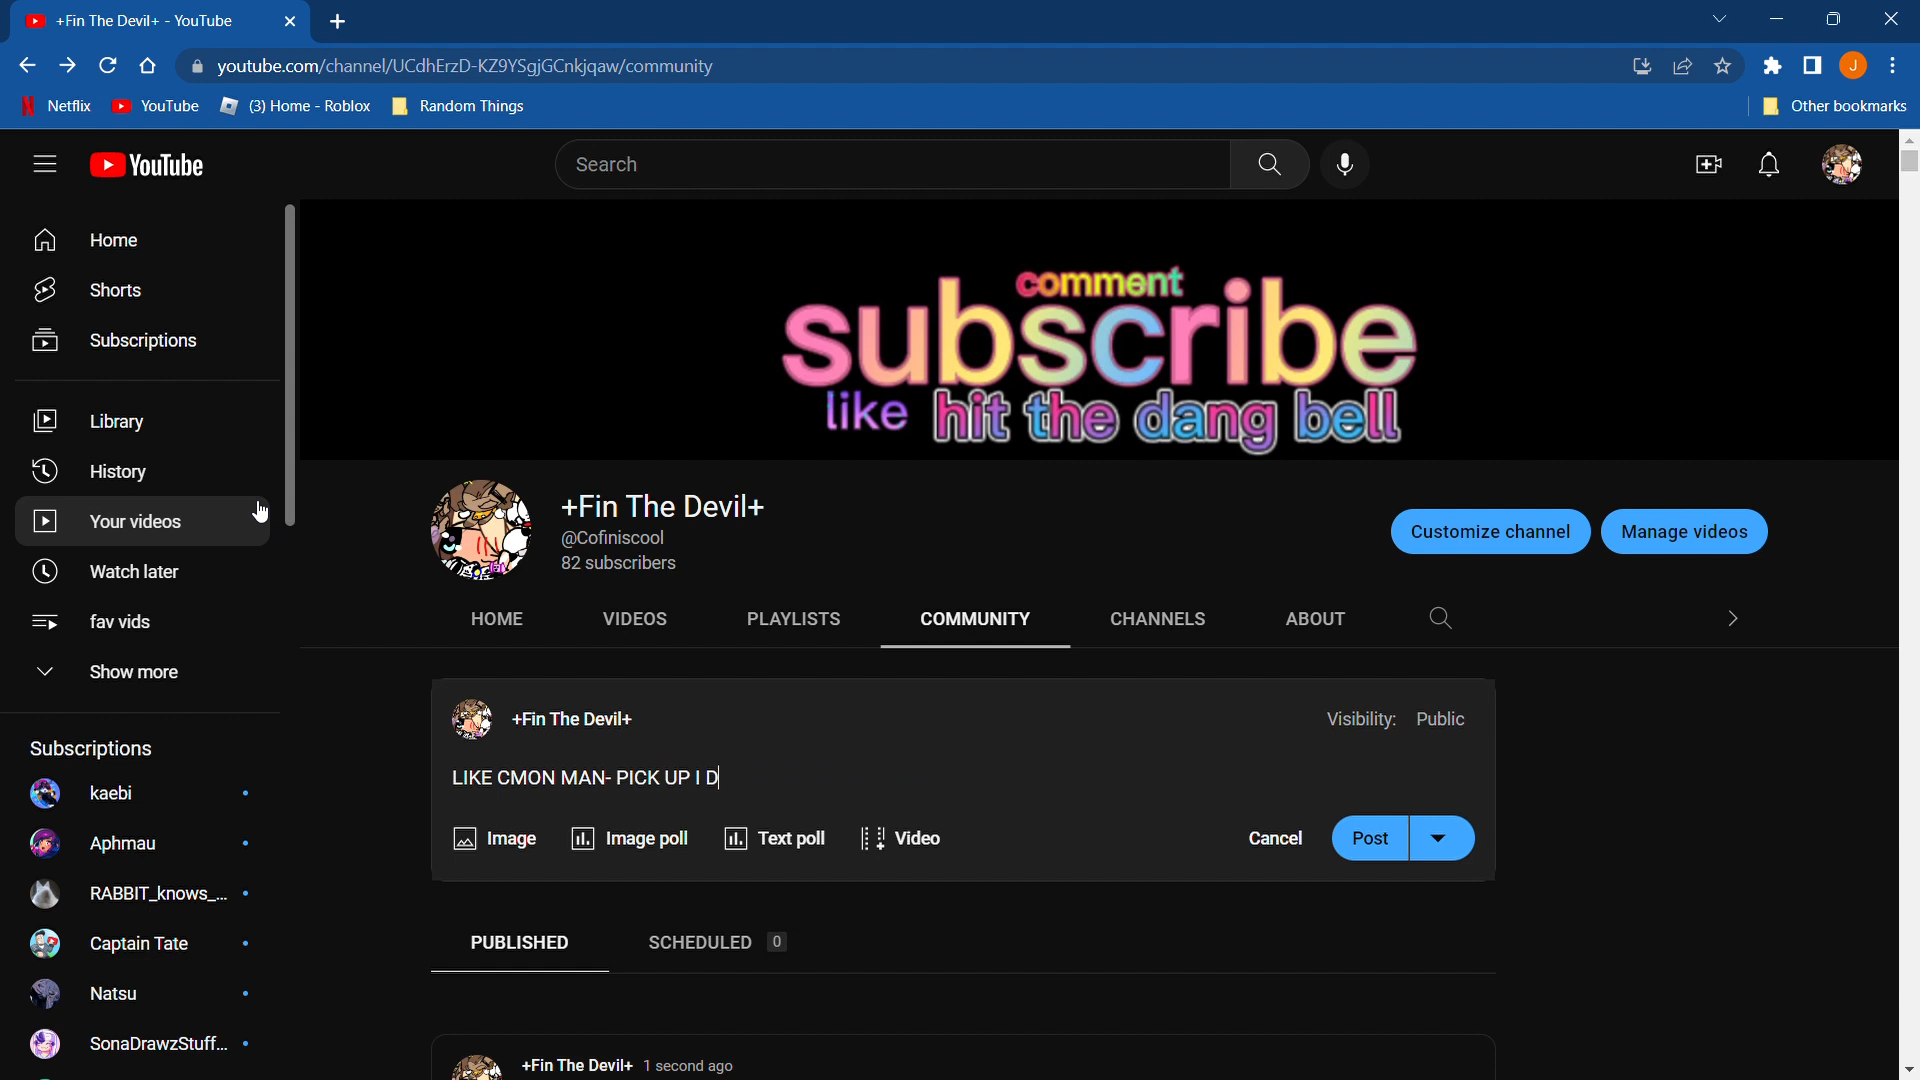 +Fin The Devil+ - YouTube
youtube.com/channel/UCdhErzD-KZ9YSgjGCnkjqaw/community
J
Netflix
YouTube
(3) Home - Roblox
Random Things
Other bookmarks
YouTube
Search
Home
Shorts
Subscriptions
Library
History
Your videos
Watch later
fav vids
Show more
Subscriptions
kaebi
Aphmau
RABBIT_knows_...
Captain Tate
Natsu
SonaDrawzStuff...
comment
subscribe
like hit the dang bell
+Fin The Devil+
@Cofiniscool
82 subscribers
Customize channel
Manage videos
HOME
VIDEOS
PLAYLISTS
COMMUNITY
CHANNELS
ABOUT
+Fin The Devil+
Visibility: Public
LIKE CMON MAN- PICK UP I D
Image
Image poll
Text poll
Video
Cancel
Post
PUBLISHED
SCHEDULED 0
+Fin The Devil+ 1 second ago